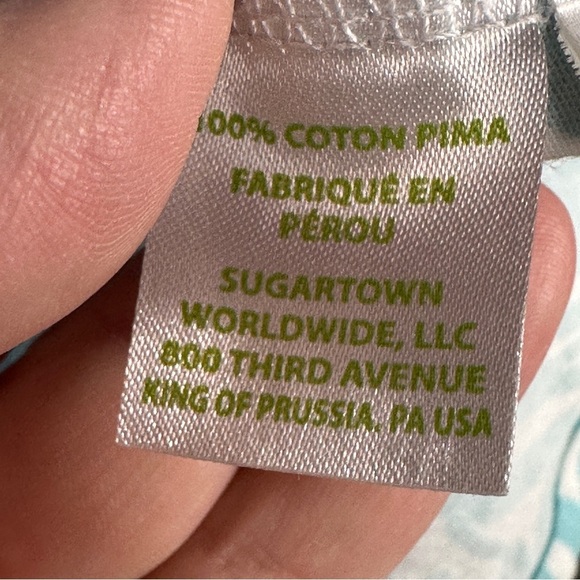 100% COTON PIMA
FABRIQUÉ EN
PÉROU
SUGARTOWN
WORLDWIDE, LLC
800 THIRD AVENUE
KING OF PRUSSIA, PA USA